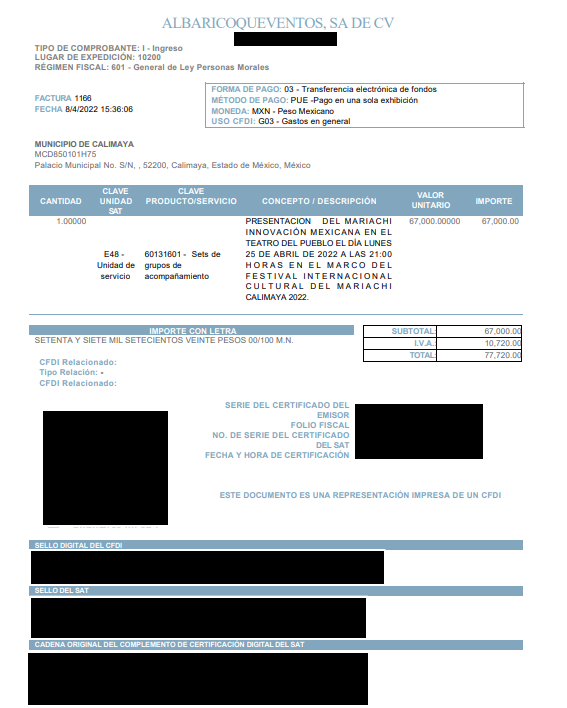 ALBARICOQUEVENTOS, SA DE CV
TIPO DE COMPROBANTE: I - Ingreso
LUGAR DE EXPEDICIÓN: 10200
RÉGIMEN FISCAL: 601 - General de Ley Personas Morales
FACTURA 1166
FECHA 8/4/2022 15:36:06
FORMA DE PAGO: 03 - Transferencia electrónica de fondos
MÉTODO DE PAGO: PUE -Pago en una sola exhibición
MONEDA: MXN - Peso Mexicano
USO CFDI: G03 - Gastos en general
MUNICIPIO DE CALIMAYA
MCD850101H75
Palacio Municipal No. S/N, , 52200, Calimaya, Estado de México, México
CANTIDAD
CLAVE
UNIDAD
SAT
CLAVE
PRODUCTO/SERVICIO
CONCEPTO / DESCRIPCIÓN
VALOR
UNITARIO
IMPORTE
1.00000
E48 -
Unidad de
servicio
60131601 - Sets de
grupos de
acompañamiento
PRESENTACION DEL MARIACHI
INNOVACIÓN MEXICANA EN EL
TEATRO DEL PUEBLO EL DÍA LUNES
25 DE ABRIL DE 2022 A LAS 21:00
HORAS EN EL MARCO DEL
FESTIVAL INTERNACIONAL
CULTURAL DEL MARIACHI
CALIMAYA 2022.
67,000.00000
67,000.00
IMPORTE CON LETRA
SETENTA Y SIETE MIL SETECIENTOS VEINTE PESOS 00/100 M.N.
SUBTOTAL: 67,000.00
I.V.A.: 10,720.00
TOTAL: 77,720.00
CFDI Relacionado:
Tipo Relación: -
CFDI Relacionado:
SERIE DEL CERTIFICADO DEL
EMISOR
FOLIO FISCAL
NO. DE SERIE DEL CERTIFICADO
DEL SAT
FECHA Y HORA DE CERTIFICACIÓN
ESTE DOCUMENTO ES UNA REPRESENTACIÓN IMPRESA DE UN CFDI
SELLO DIGITAL DEL CFDI
SELLO DEL SAT
CADENA ORIGINAL DEL COMPLEMENTO DE CERTIFICACIÓN DIGITAL DEL SAT